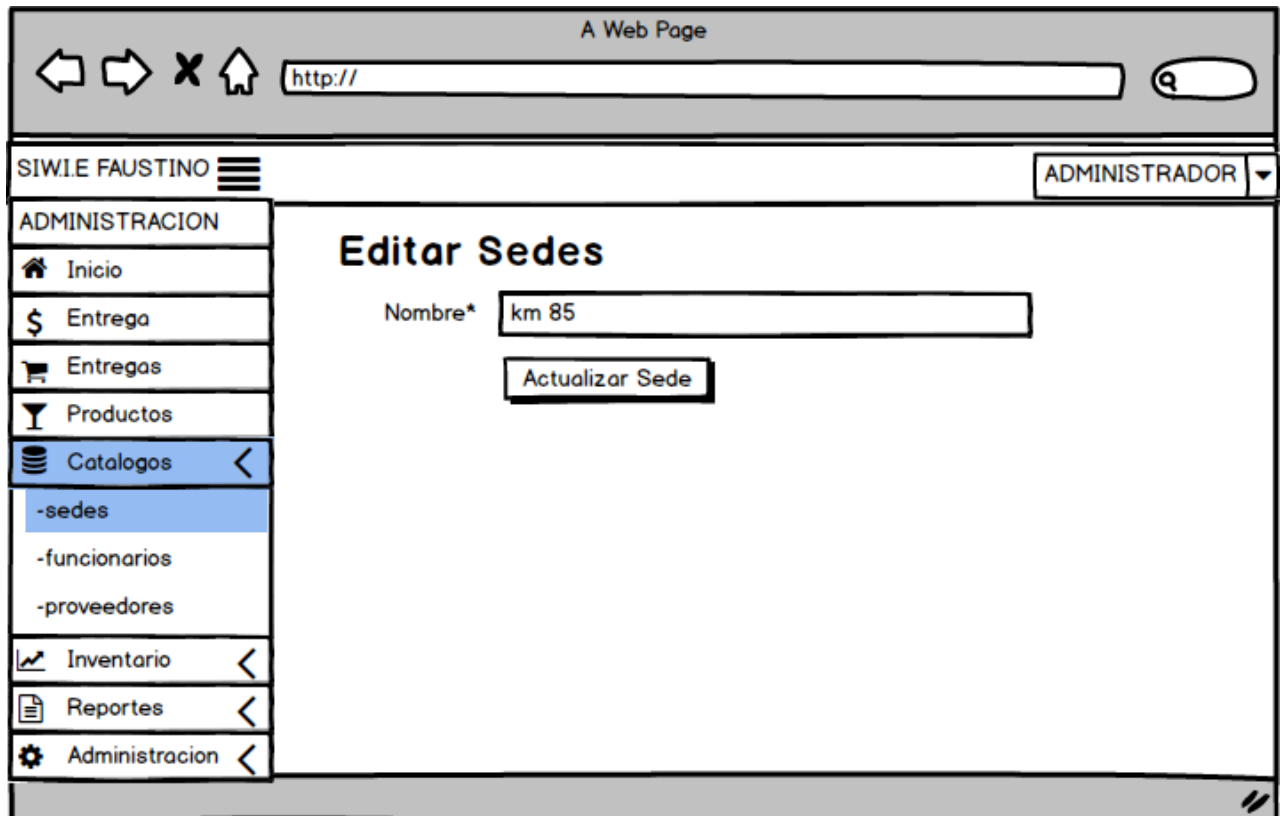 A Web Page
http://
SIW.I.E FAUSTINO
ADMINISTRADOR
ADMINISTRACION
Inicio
$ Entrega
Entregas
Productos
Catalogos
-sedes
-funcionarios
-proveedores
Inventario
Reportes
Administracion
Editar Sedes
Nombre* km 85
Actualizar Sede